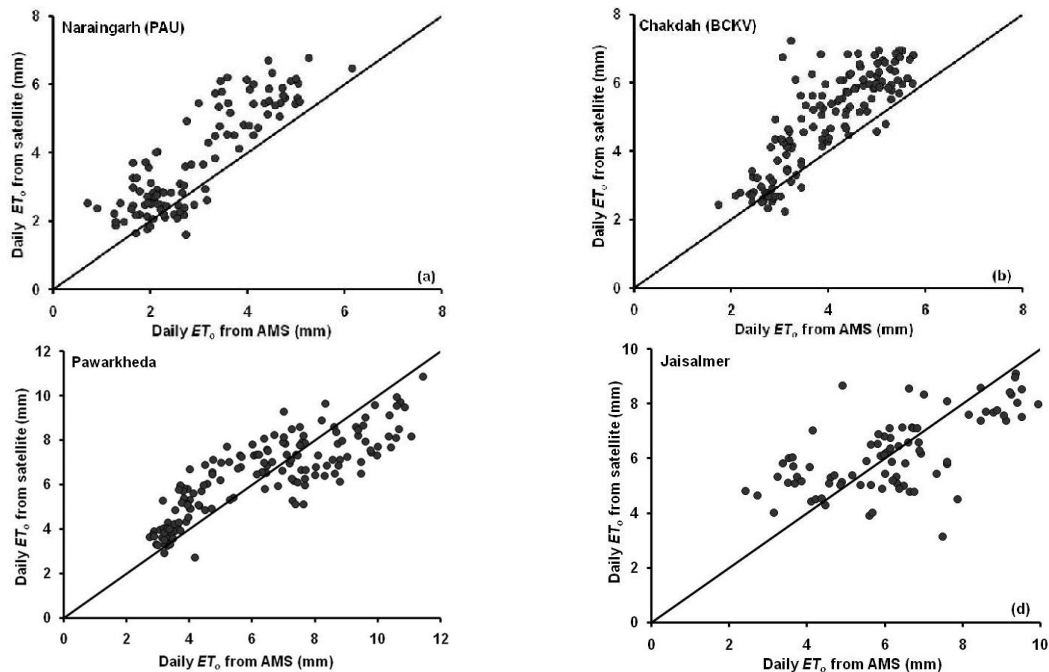 Naraingarh (PAU)
Daily ETo from satellite (mm)
8
6
4
2
0
0 2 4 6 8
Daily ETo from AMS (mm)
(a)
Chakdah (BCKV)
Daily ETo from satellite (mm)
8
6
4
2
0
0 2 4 6 8
Daily ETo from AMS (mm)
(b)
Pawarkheda
Daily ETo from satellite (mm)
12
10
8
6
4
2
0
0 2 4 6 8 10 12
Daily ETo from AMS (mm)
Jaisalmer
Daily ETo from satellite (mm)
10
8
6
4
2
0
0 2 4 6 8 10
Daily ETo from AMS (mm)
(d)